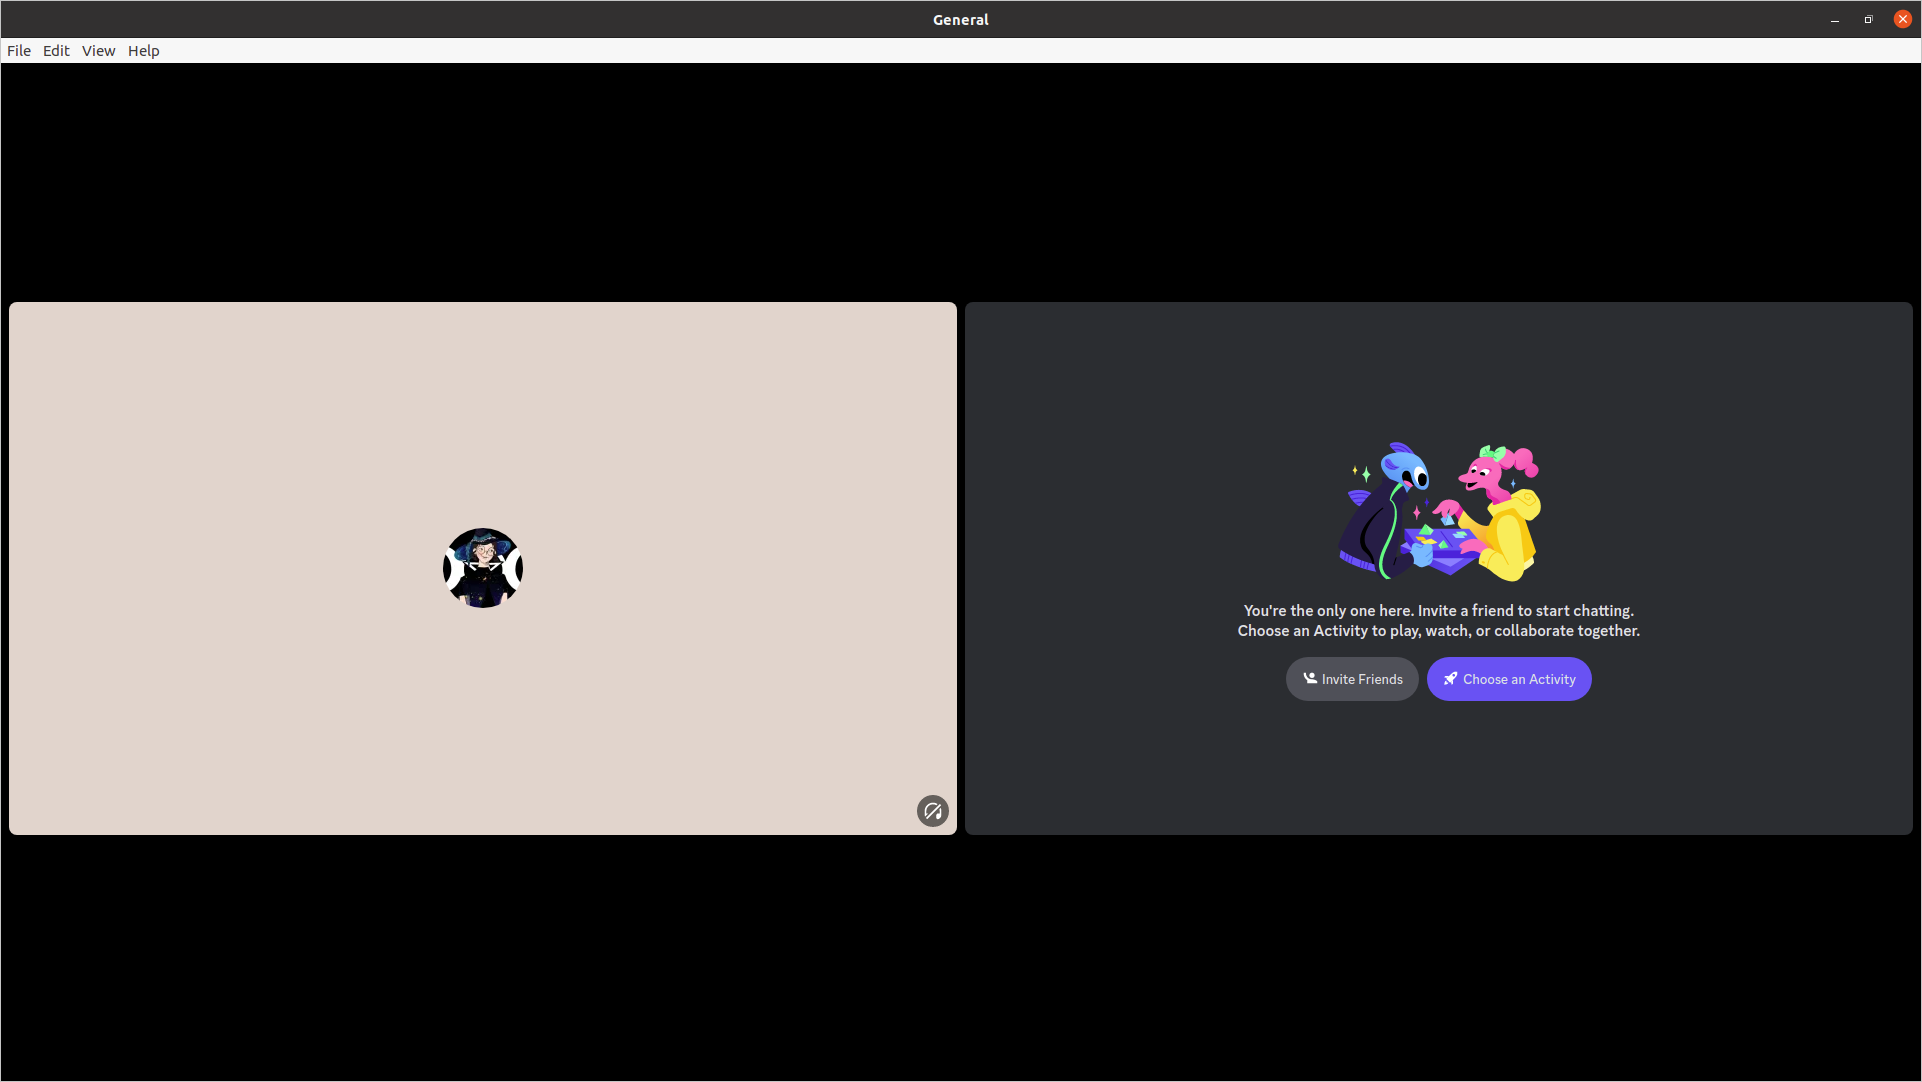 General
File Edit View Help
You're the only one here. Invite a friend to start chatting.
Choose an Activity to play, watch, or collaborate together.
Invite Friends
Choose an Activity